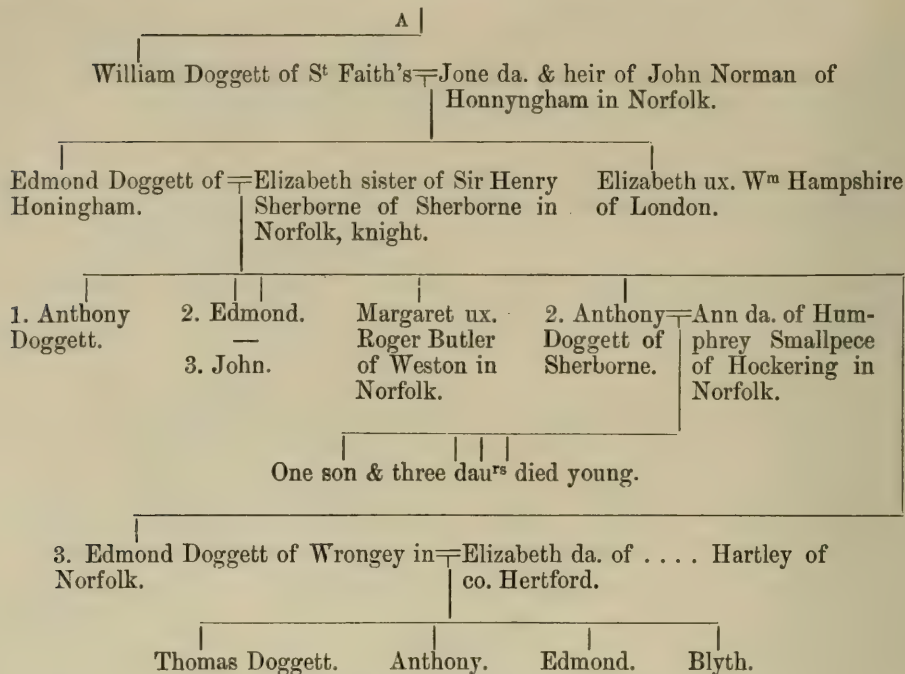 A
William Doggett of Sᵗ Faith's=Jone da. & heir of John Norman of
Honnyngham in Norfolk.
Edmond Doggett of
Honingham.
=Elizabeth sister of Sir Henry
Sherborne of Sherborne in
Norfolk, knight.
Elizabeth ux. Wᵐ Hampshire
of London.
1. Anthony
Doggett.
2. Edmond.
—
3. John.
Margaret ux.
Roger Butler
of Weston in
Norfolk.
2. Anthony
Doggett of
Sherborne.
=Ann da. of Hum-
phrey Smallpece
of Hockering in
Norfolk.
One son & three dauʳˢ died young.
3. Edmond Doggett of Wrongey in
Norfolk.
=Elizabeth da. of . . . . Hartley of
co. Hertford.
Thomas Doggett. Anthony. Edmond. Blyth.